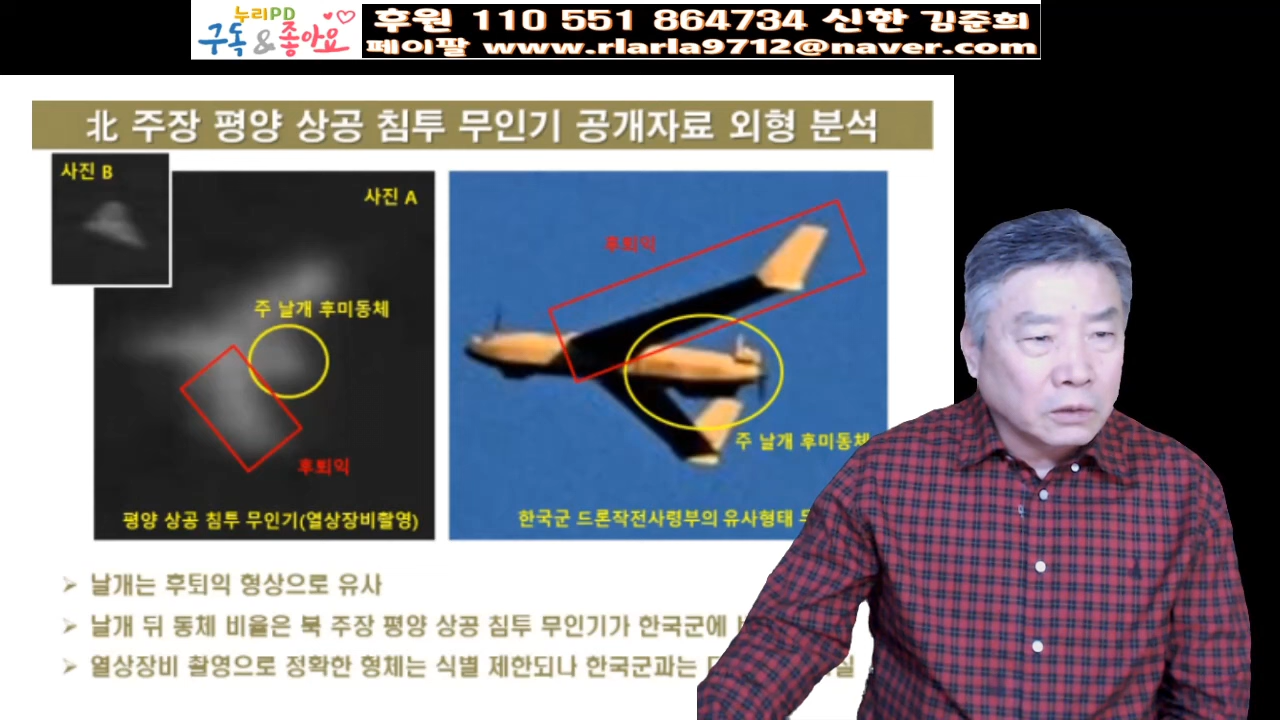 누리PD
구독 & 좋아요
후원 110 551 864734 신한 김준희
페이팔 www.rlarla9712@naver.com
北 주장 평양 상공 침투 무인기 공개자료 외형 분석
사진 B
사진 A
주 날개 후미동체
후퇴익
평양 상공 침투 무인기(열상장비촬영)
후퇴익
주 날개 후미동체
한국군 드론작전사령부의 유사형태
➢ 날개는 후퇴익 형상으로 유사
➢ 날개 뒤 동체 비율은 북 주장 평양 상공 침투 무인기가 한국군에
➢ 열상장비 촬영으로 정확한 형체는 식별 제한되나 한국군과는